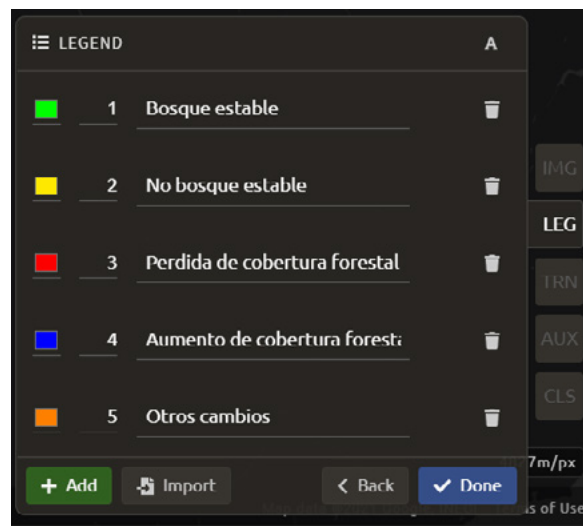 LEGEND A
1 Bosque estable
2 No bosque estable
3 Perdida de cobertura forestal
4 Aumento de cobertura foresta
5 Otros cambios
IMG
LEG
TRN
AUX
CLS
7m/px
+ Add Import < Back Done
s of Use